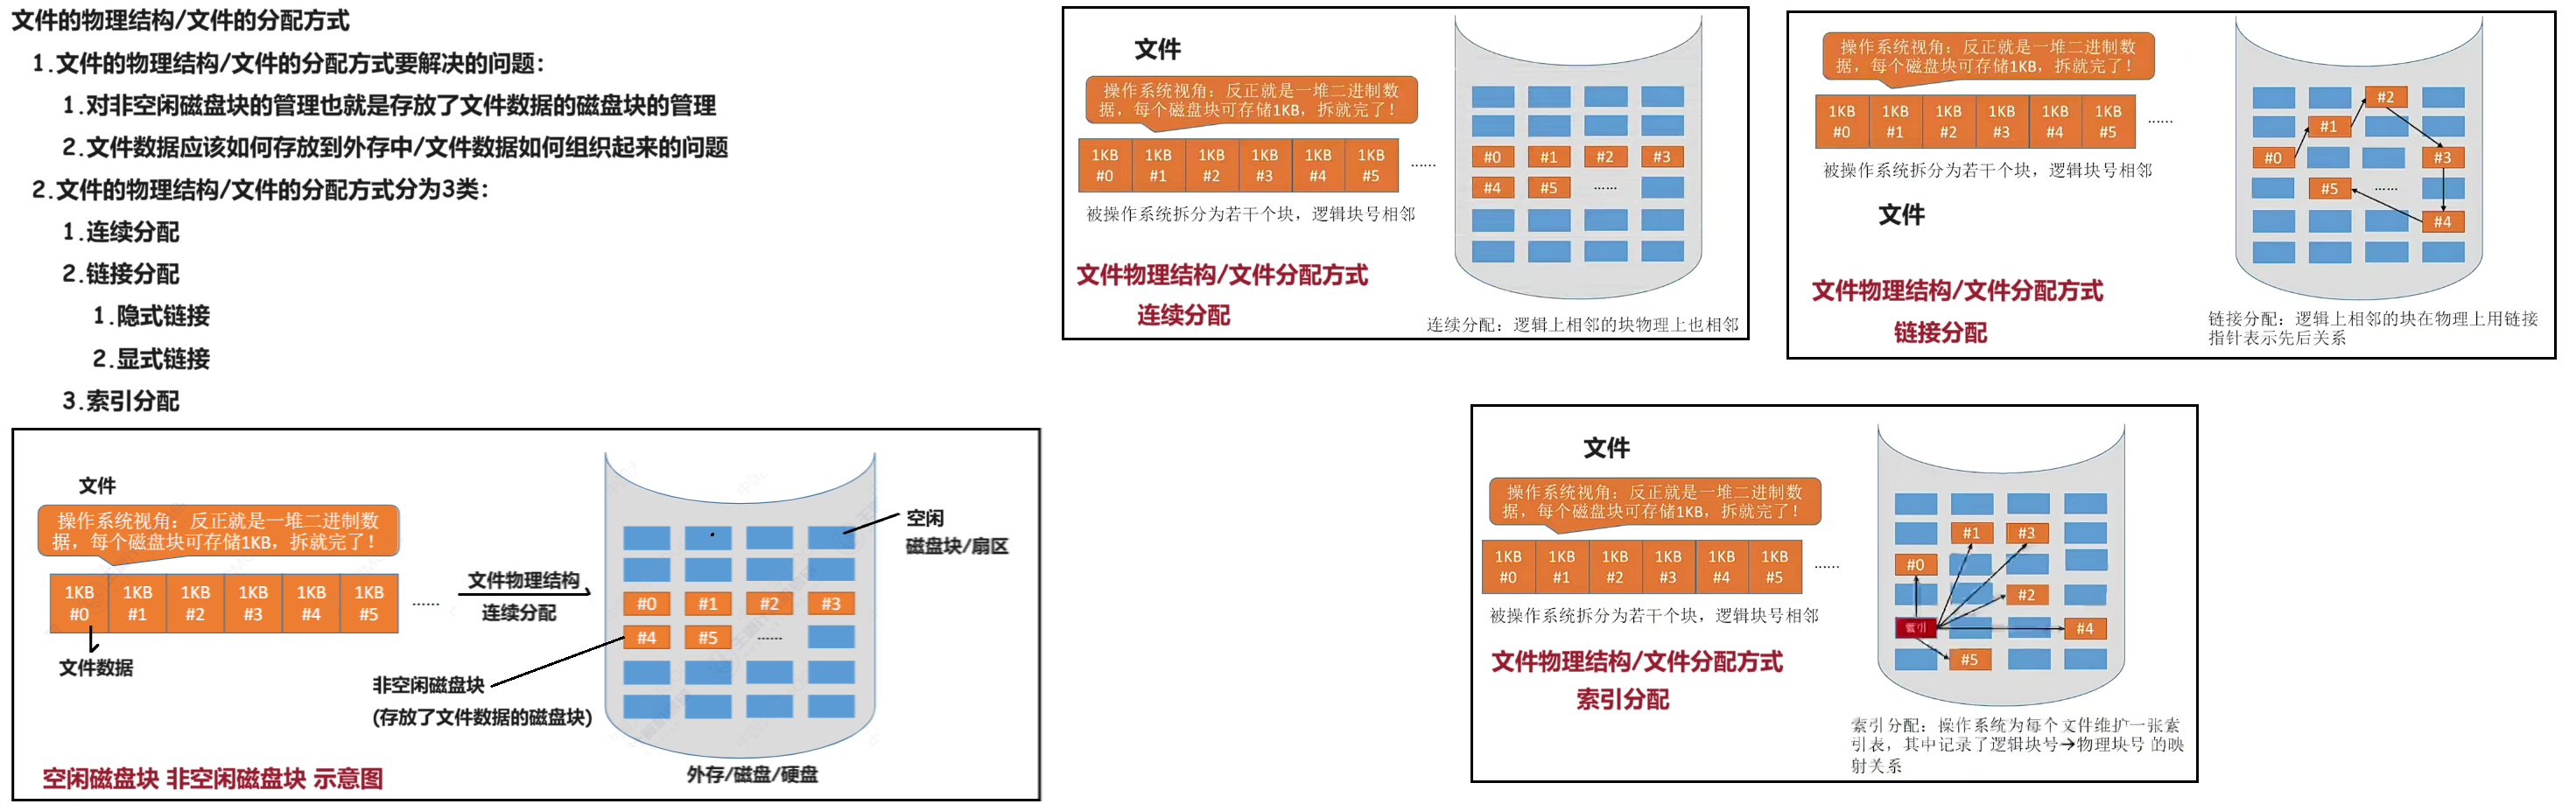 文件的物理结构/文件的分配方式
1.文件的物理结构/文件的分配方式要解决的问题：
1.对非空闲磁盘块的管理也就是存放了文件数据的磁盘块的管理
2.文件数据应该如何存放到外存中/文件数据如何组织起来的问题
2.文件的物理结构/文件的分配方式分为3类：
1.连续分配
2.链接分配
1.隐式链接
2.显式链接
3.索引分配
文件
操作系统视角：反正就是一堆二进制数
据，每个磁盘块可存储1KB，拆就完了！
1KB 1KB 1KB 1KB 1KB 1KB
#0 #1 #2 #3 #4 #5 ......
文件数据
文件物理结构
连续分配
空闲
磁盘块/扇区
#0 #1 #2 #3
#4 #5 ......
非空闲磁盘块
(存放了文件数据的磁盘块)
外存/磁盘/硬盘
空闲磁盘块 非空闲磁盘块 示意图
文件
操作系统视角：反正就是一堆二进制数
据，每个磁盘块可存储1KB，拆就完了！
1KB 1KB 1KB 1KB 1KB 1KB
#0 #1 #2 #3 #4 #5 ......
被操作系统拆分为若干个块，逻辑块号相邻
文件物理结构/文件分配方式
连续分配
#0 #1 #2 #3
#4 #5 ......
连续分配：逻辑上相邻的块物理上也相邻
操作系统视角：反正就是一堆二进制数
据，每个磁盘块可存储1KB，拆就完了！
1KB 1KB 1KB 1KB 1KB 1KB
#0 #1 #2 #3 #4 #5 ......
被操作系统拆分为若干个块，逻辑块号相邻
文件
文件物理结构/文件分配方式
链接分配
#2
#1
#0 #3
#5 ......
#4
链接分配：逻辑上相邻的块在物理上用链接
指针表示先后关系
文件
操作系统视角：反正就是一堆二进制数
据，每个磁盘块可存储1KB，拆就完了！
1KB 1KB 1KB 1KB 1KB 1KB
#0 #1 #2 #3 #4 #5 ......
被操作系统拆分为若干个块，逻辑块号相邻
文件物理结构/文件分配方式
索引分配
#1 #3
#0
#2
索引 #4
#5
索引分配：操作系统为每个文件维护一张索
引表，其中记录了逻辑块号→物理块号 的映
射关系